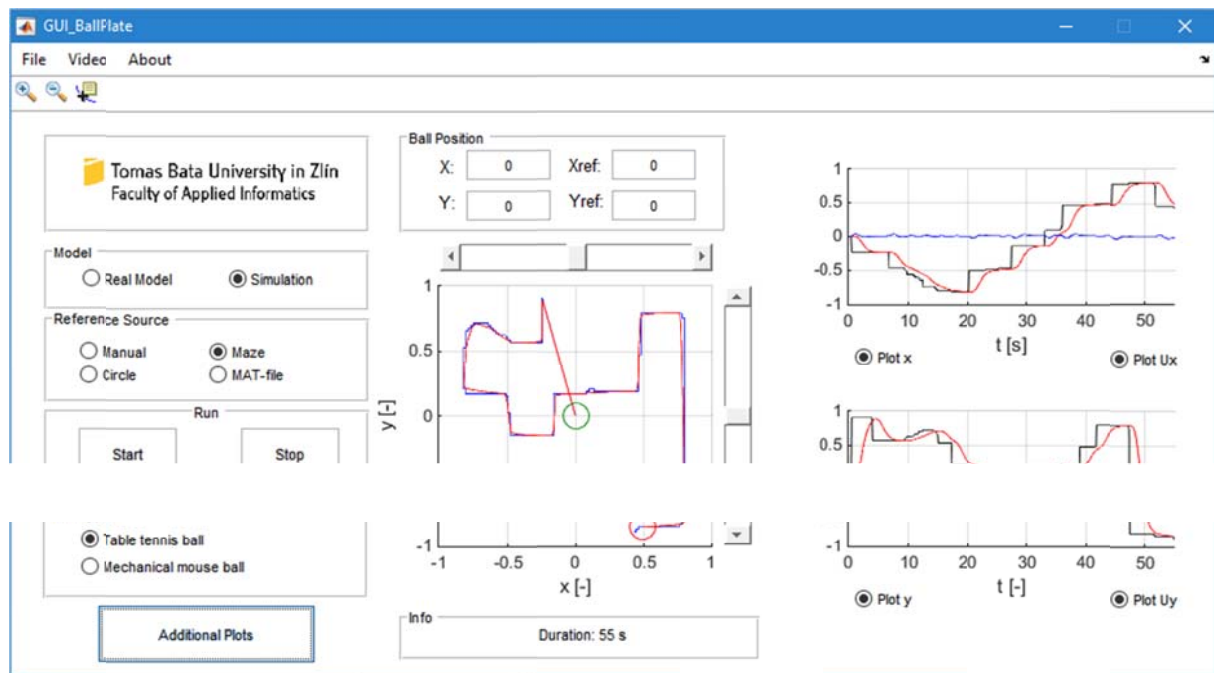 GUI_BallPlate
File Video About
Tomas Bata University in Zlín
Faculty of Applied Informatics
Model
Real Model Simulation
Reference Source
Manual Maze
Circle MAT-file
Run
Start Stop
Table tennis ball
Mechanical mouse ball
Additional Plots
Ball Position
X: 0 Xref: 0
Y: 0 Yref: 0
1
0.5
0
y [-]
-1
-1 -0.5 0 0.5 1
x [-]
Info
Duration: 55 s
1
0.5
0
-0.5
-1
0 10 20 30 40 50
t [s]
Plot x Plot Ux
1
0.5
-1
0 10 20 30 40 50
t [-]
Plot y Plot Uy